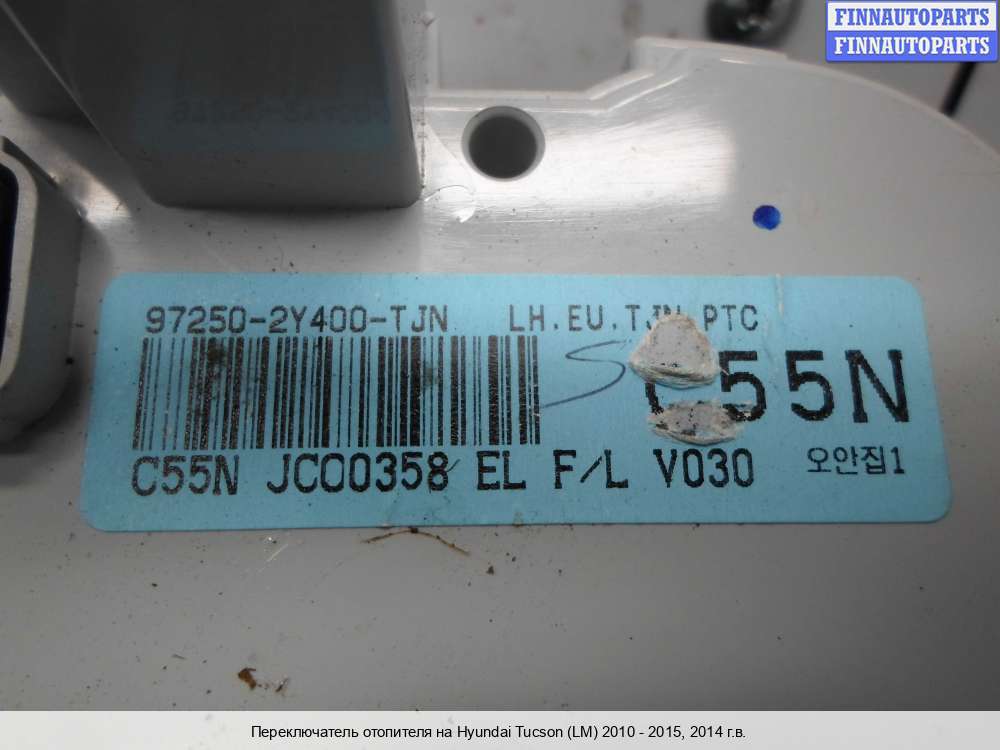 FINNAUTOPARTS
FINNAUTOPARTS
97250-2Y400-TJN LH.EU.TJN PTC
C55N
C55N JC00358 EL F/L V030 오안집1
Переключатель отопителя на Hyundai Tucson (LM) 2010 - 2015, 2014 г.в.